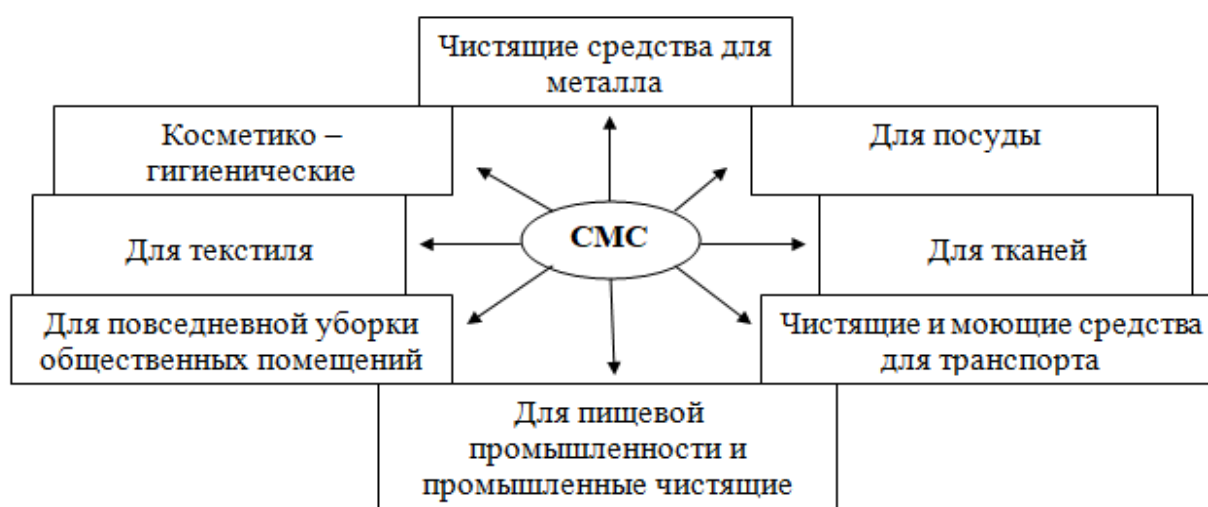 Чистящие средства для
металла
Косметико –
гигиенические
Для посуды
Для текстиля
СМС
Для тканей
Для повседневной уборки
общественных помещений
Чистящие и моющие средства
для транспорта
Для пищевой
промышленности и
промышленные чистящие